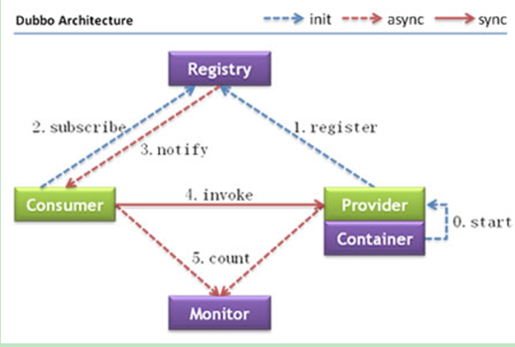 Dubbo Architecture
init
async
sync
Registry
2. subscribe
1. register
3. notify
4. invoke
Consumer
Provider
0. start
Container
5. count
Monitor